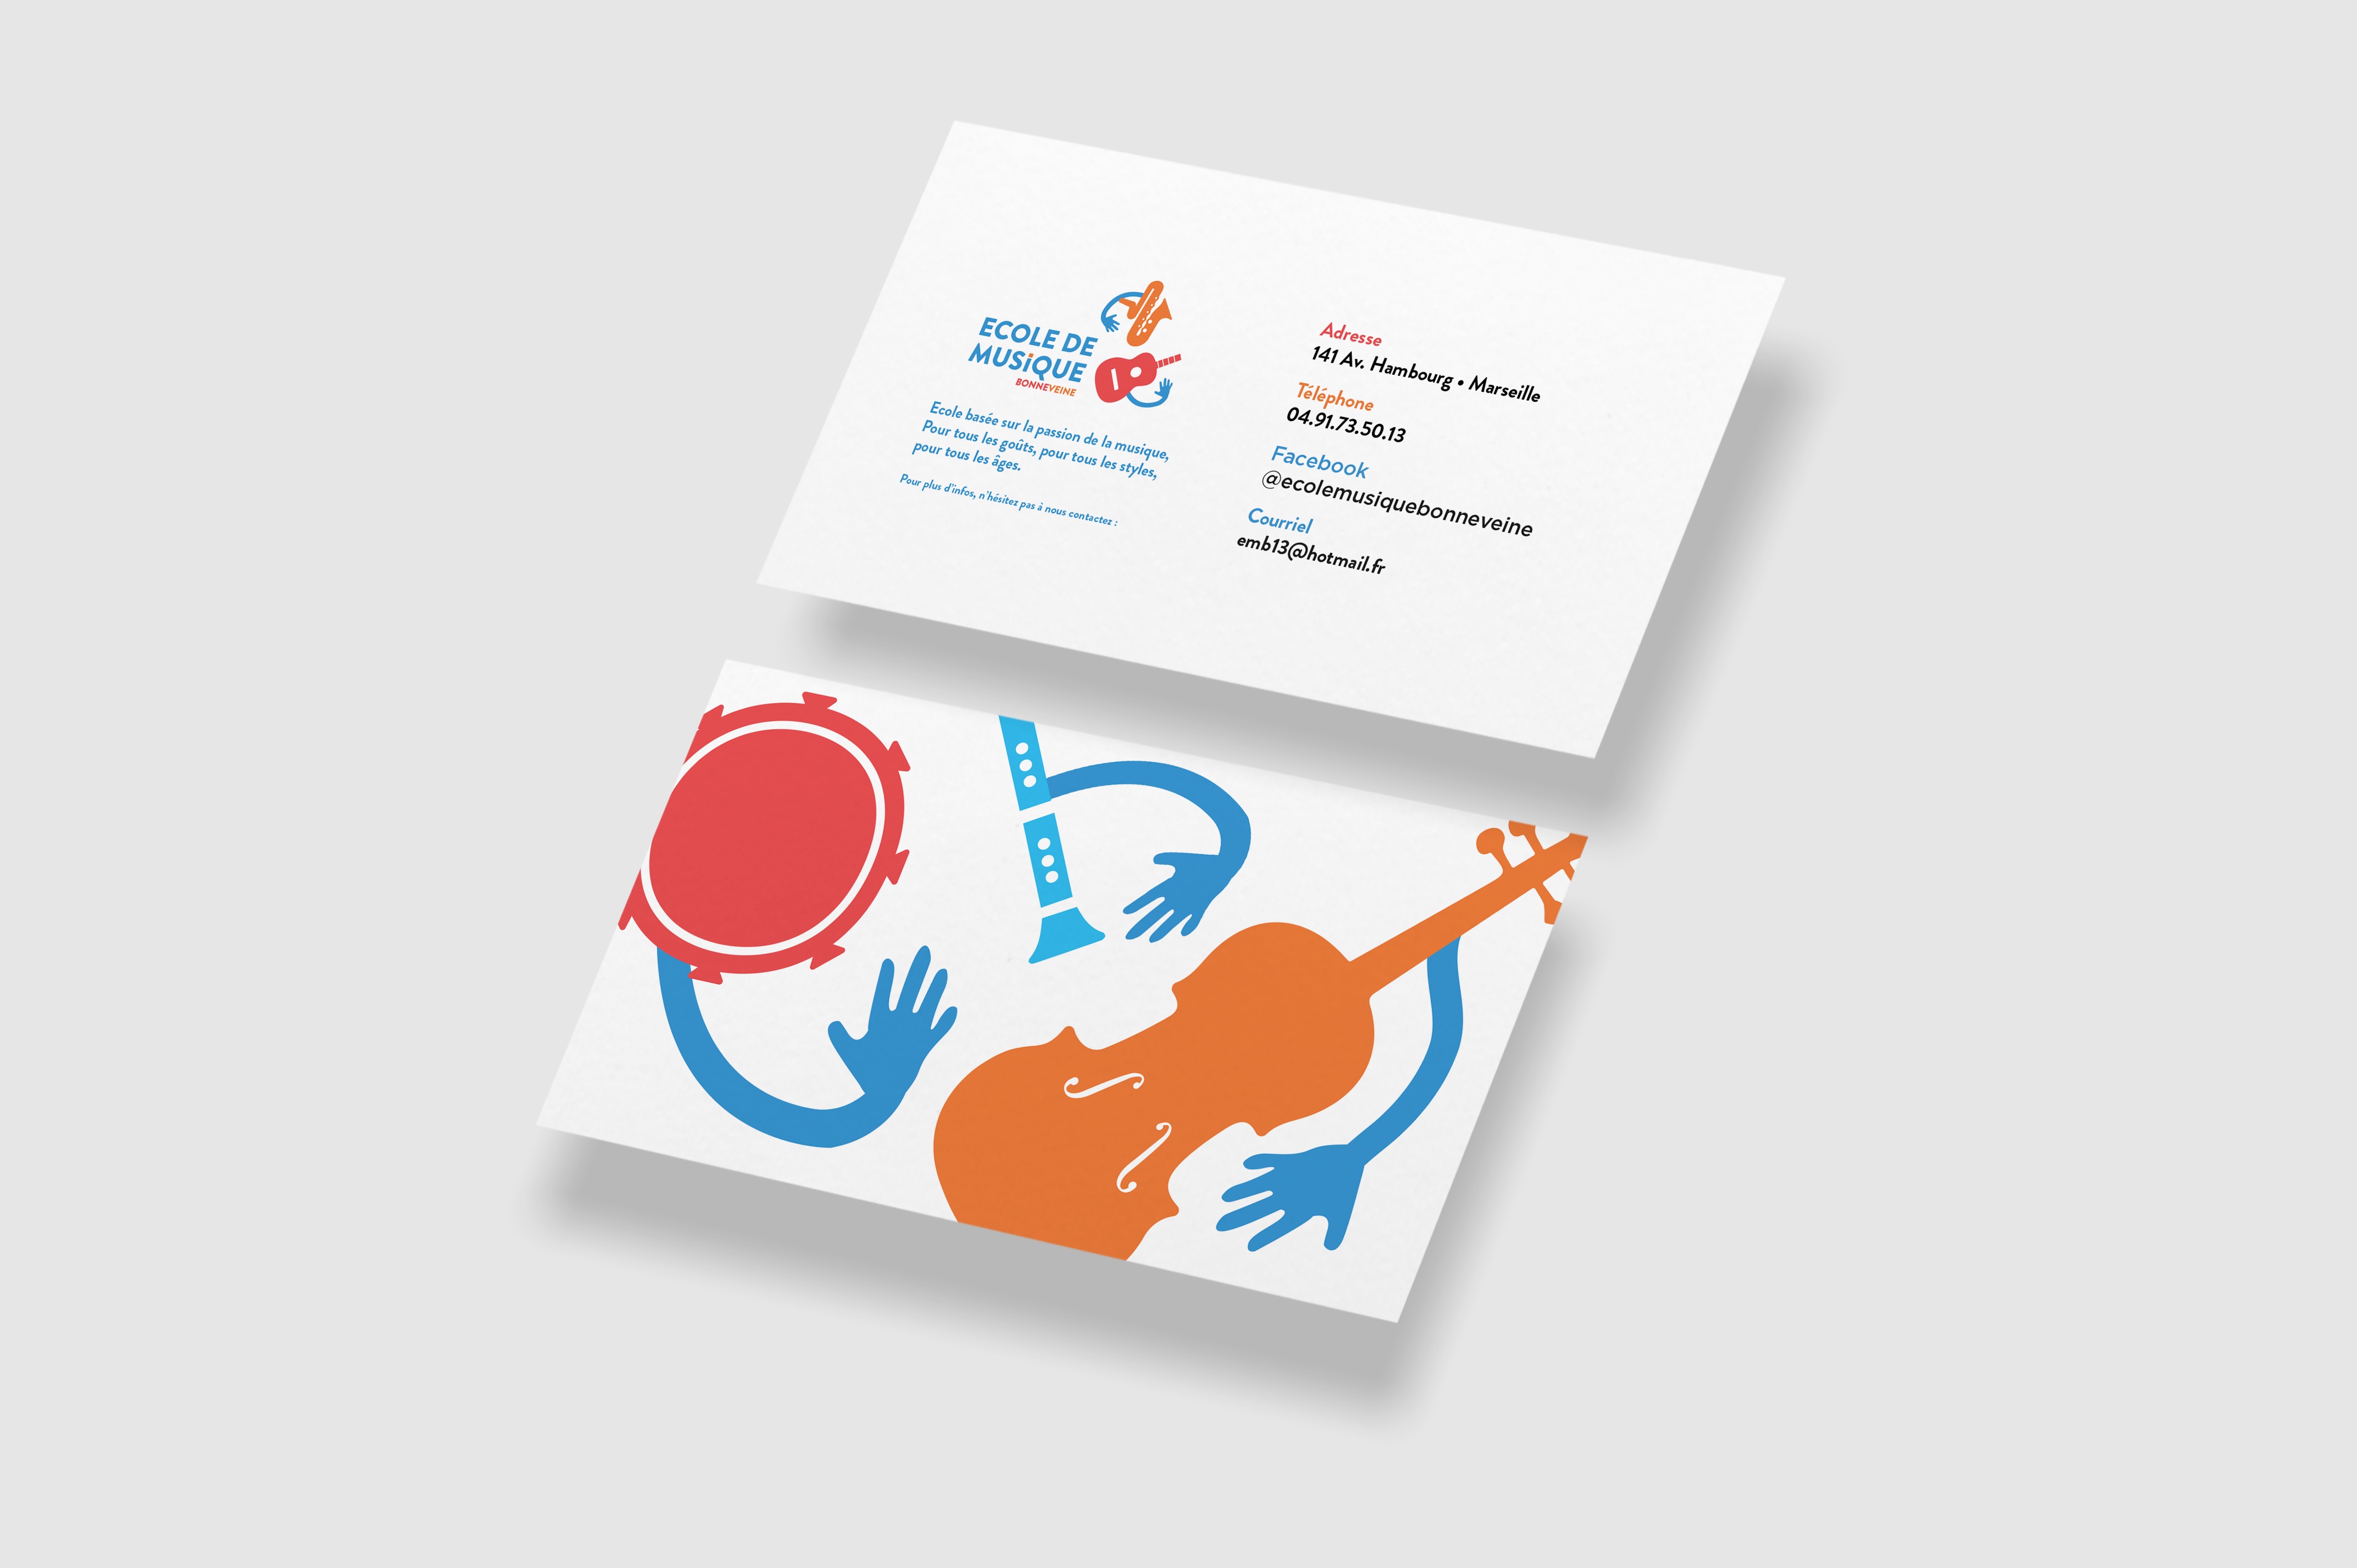 ECOLE DE
MUSiQUE
BONNEVEINE
Ecole basée sur la passion de la musique,
Pour tous les goûts, pour tous les styles,
pour tous les âges.
Pour plus d'infos, n'hésitez pas à nous contactez :
Adresse
141 Av. Hambourg • Marseille
Téléphone
04.91.73.50.13
Facebook
@ecolemusiquebonneveine
Courriel
emb13@hotmail.fr